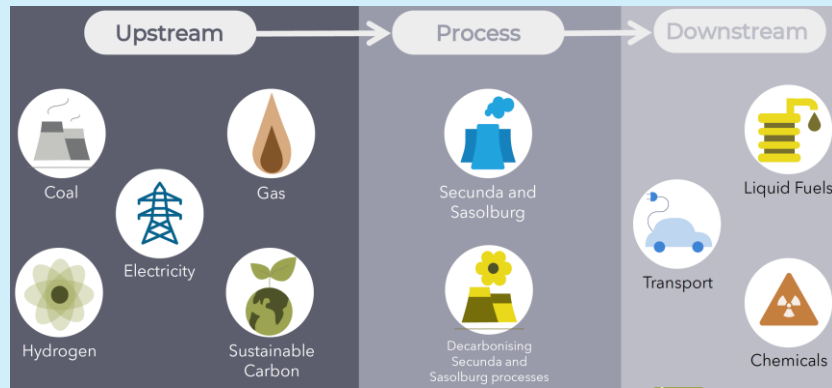 Upstream
Process
Downstream
Coal
Gas
Electricity
Hydrogen
Sustainable
Carbon
Secunda and
Sasolburg
Decarbonising
Secunda and
Sasolburg processes
Liquid Fuels
Transport
Chemicals